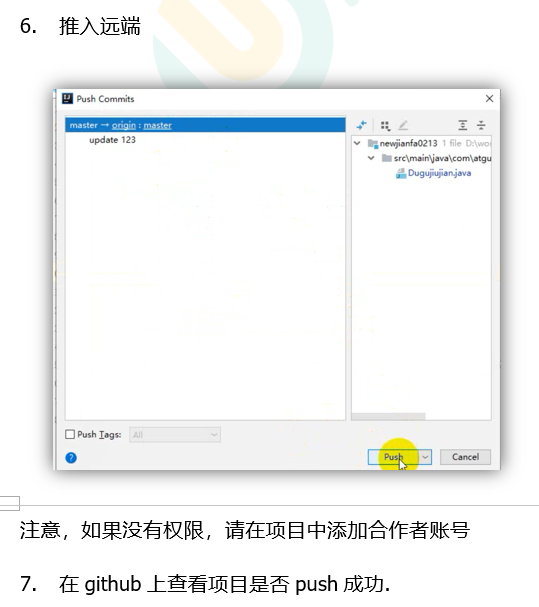 6. 推入远端
Push Commits
master → origin : master
update 123
newjianfa0213 1 file D:\wor
src\main\java\com\atgu
Dugujiujian.java
Push Tags: All
? Push Cancel
注意，如果没有权限，请在项目中添加合作者账号
7. 在 github 上查看项目是否 push 成功.